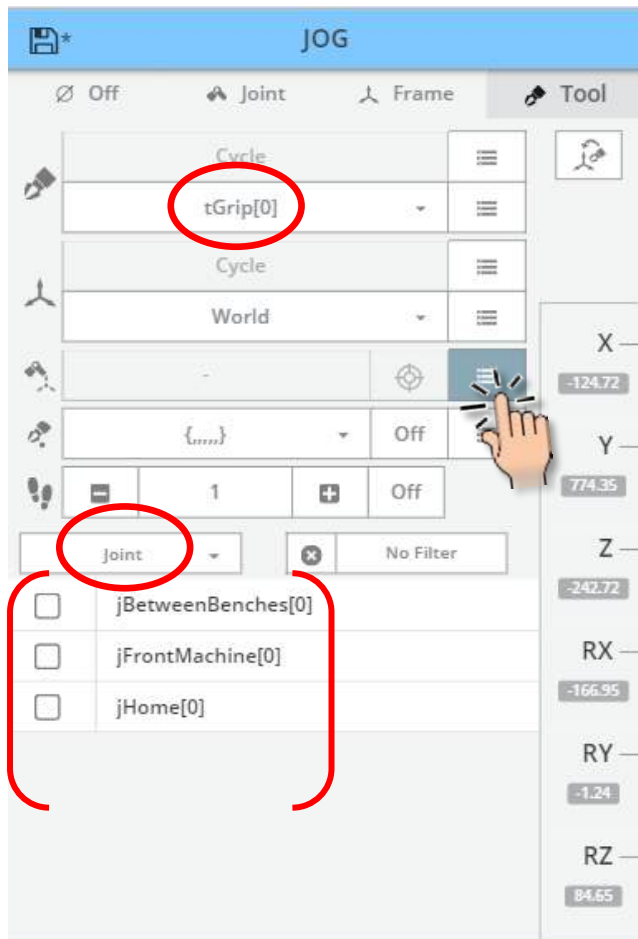 * JOG
Off Joint Frame Tool
Cycle
tGrip[0]
Cycle
World
X
-
-124.72
{,,,,,} Off
Y
774.35
1 Off
Joint No Filter
Z
-242.72
jBetweenBenches[0]
jFrontMachine[0]
RX
-166.95
jHome[0]
RY
-1.24
RZ
84.65